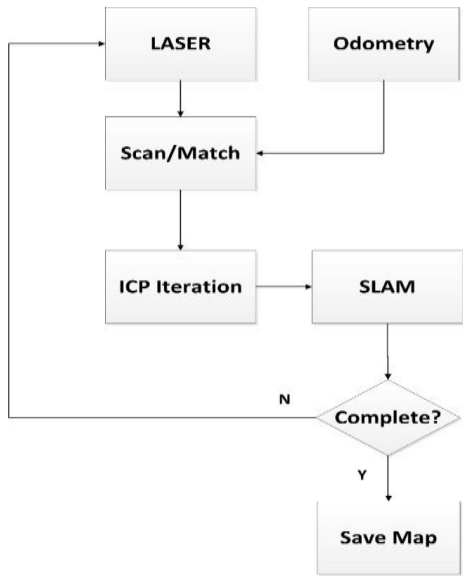 LASER
Odometry
Scan/Match
ICP Iteration
SLAM
N
Complete?
Y
Save Map